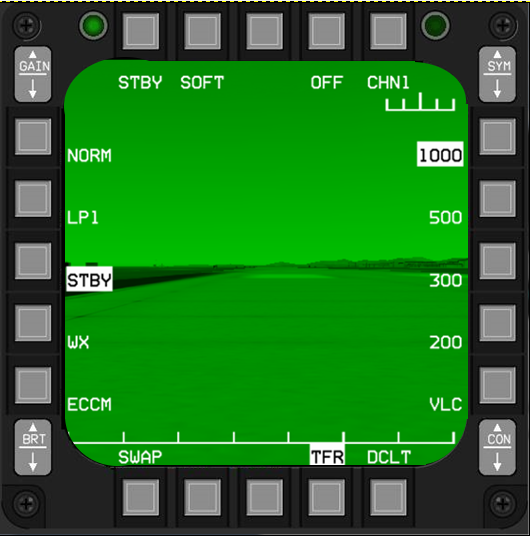 STBY SOFT OFF CHN1
GAIN
SYM
NORM
1000
LP1
500
STBY
300
WX
200
ECCM
VLC
BRT
CON
SWAP TFR DCLT